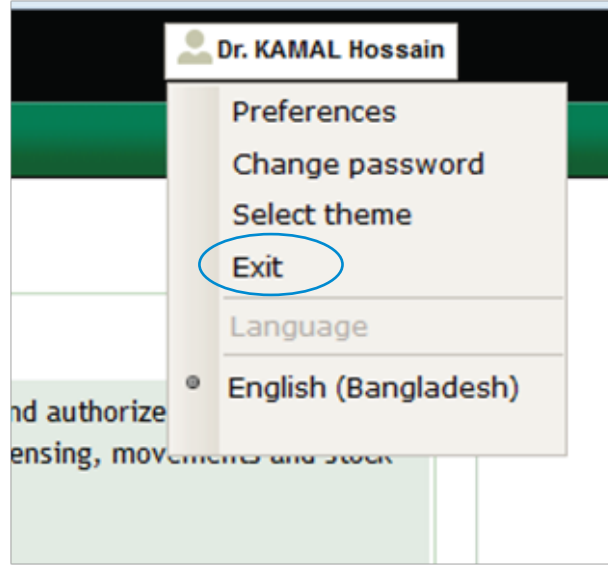 Dr. KAMAL Hossain
Preferences
Change password
Select theme
Exit
Language
English (Bangladesh)
nd authorize
ensing, movements and stock